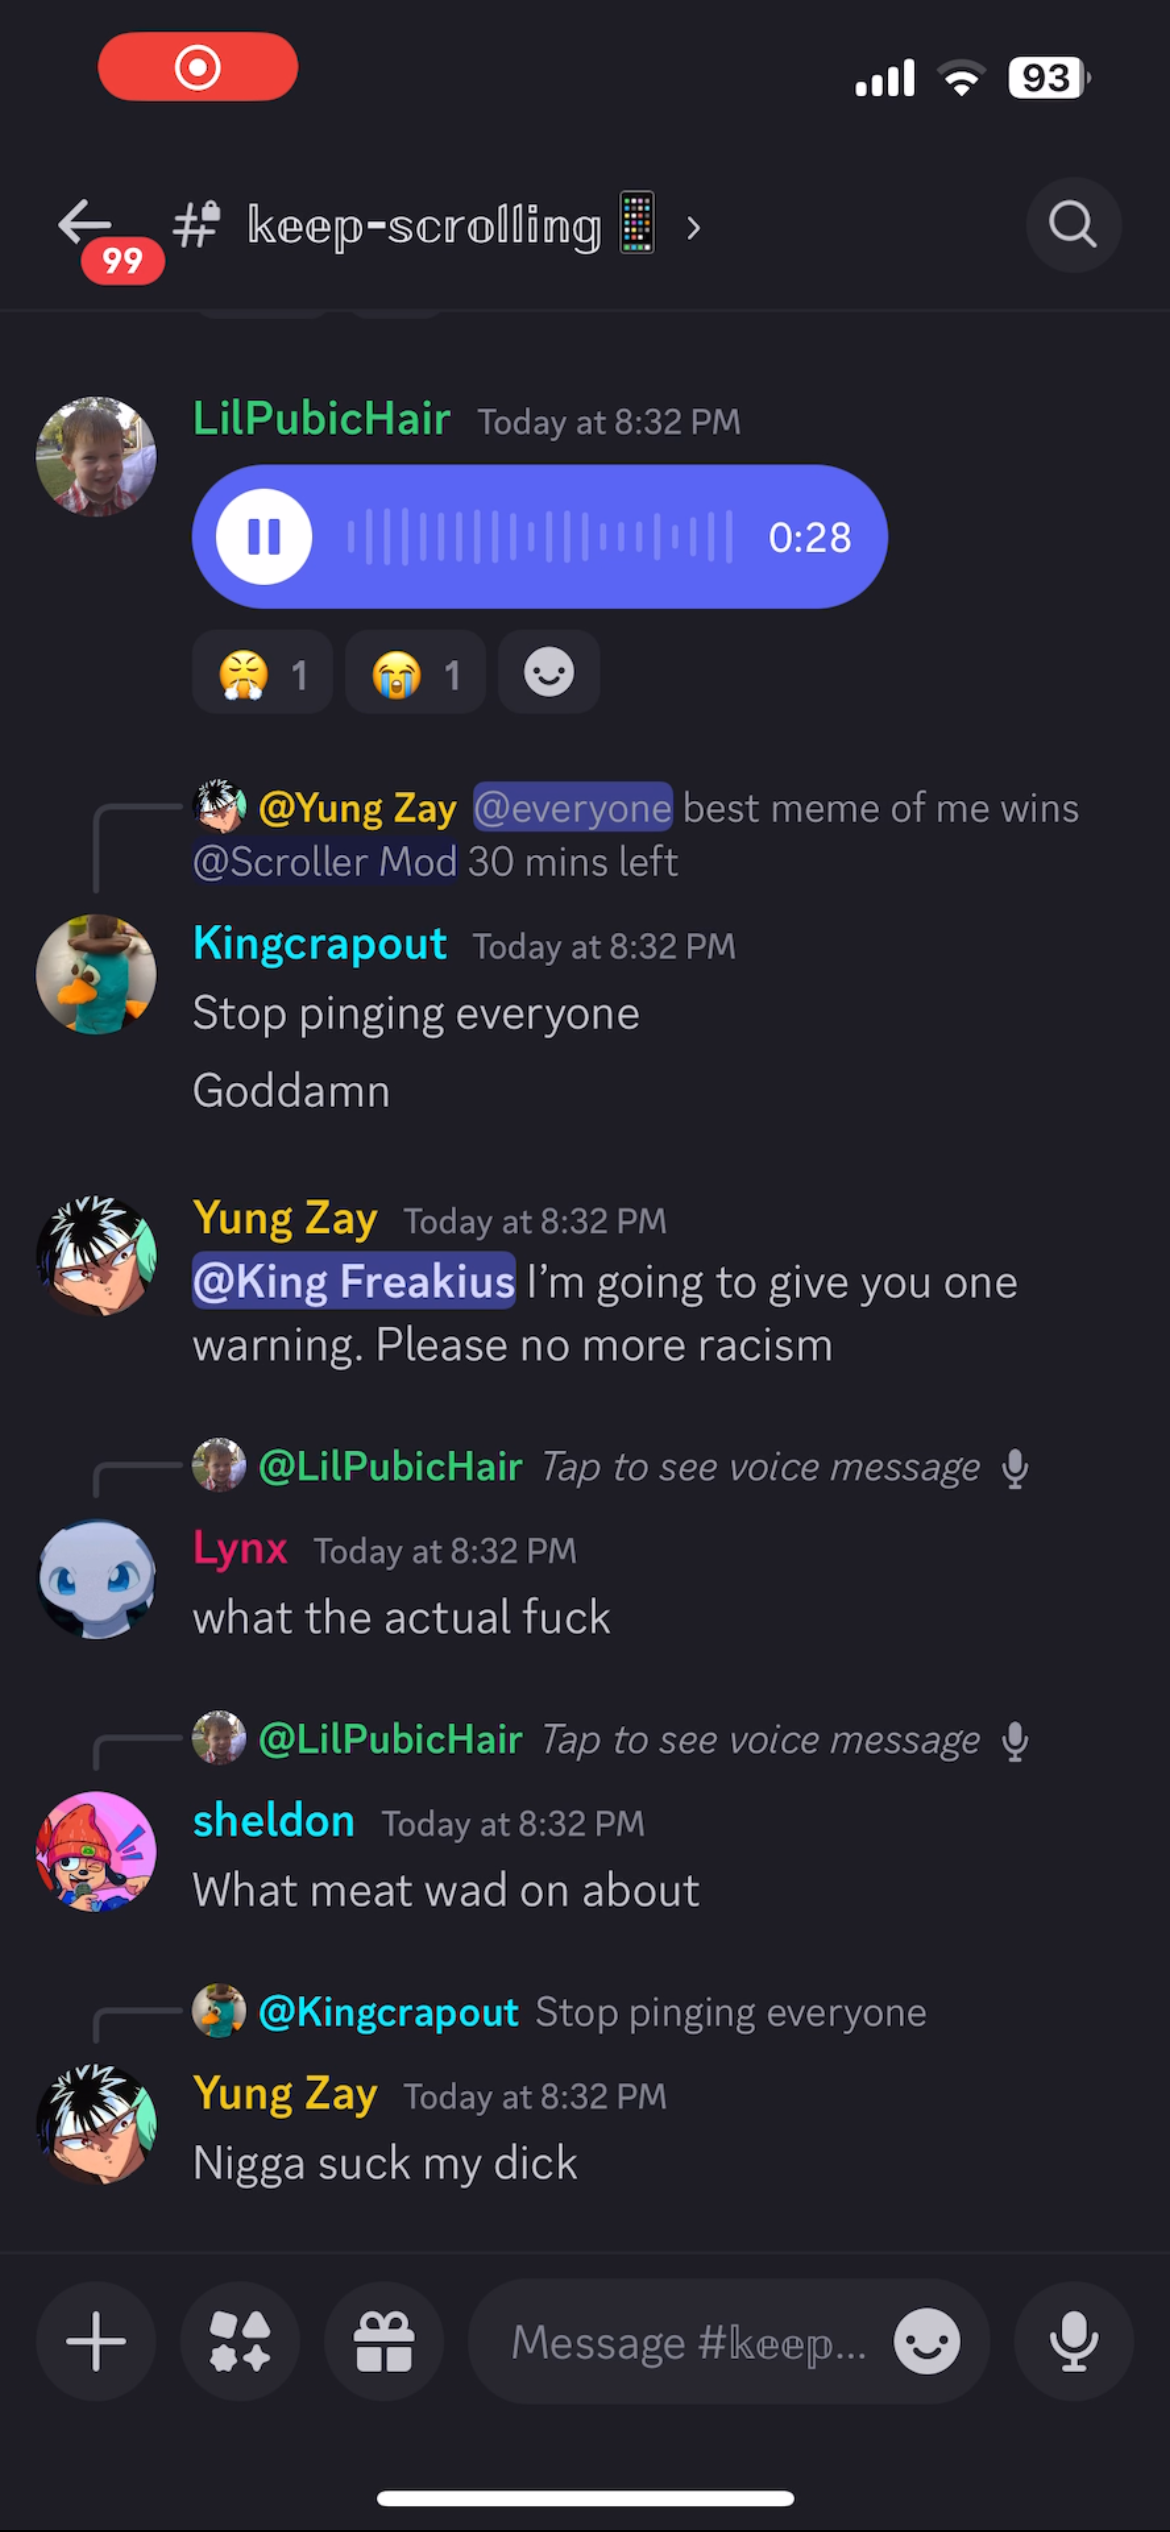 93
99
# keep-scrolling
LilPubicHair Today at 8:32 PM
0:28
1 1
@Yung Zay @everyone best meme of me wins
@Scroller Mod 30 mins left
Kingcrapout Today at 8:32 PM
Stop pinging everyone
Goddamn
Yung Zay Today at 8:32 PM
@King Freakius I’m going to give you one
warning. Please no more racism
@LilPubicHair Tap to see voice message
Lynx Today at 8:32 PM
what the actual fuck
@LilPubicHair Tap to see voice message
sheldon Today at 8:32 PM
What meat wad on about
@Kingcrapout Stop pinging everyone
Yung Zay Today at 8:32 PM
Nigga suck my dick
Message #keep...